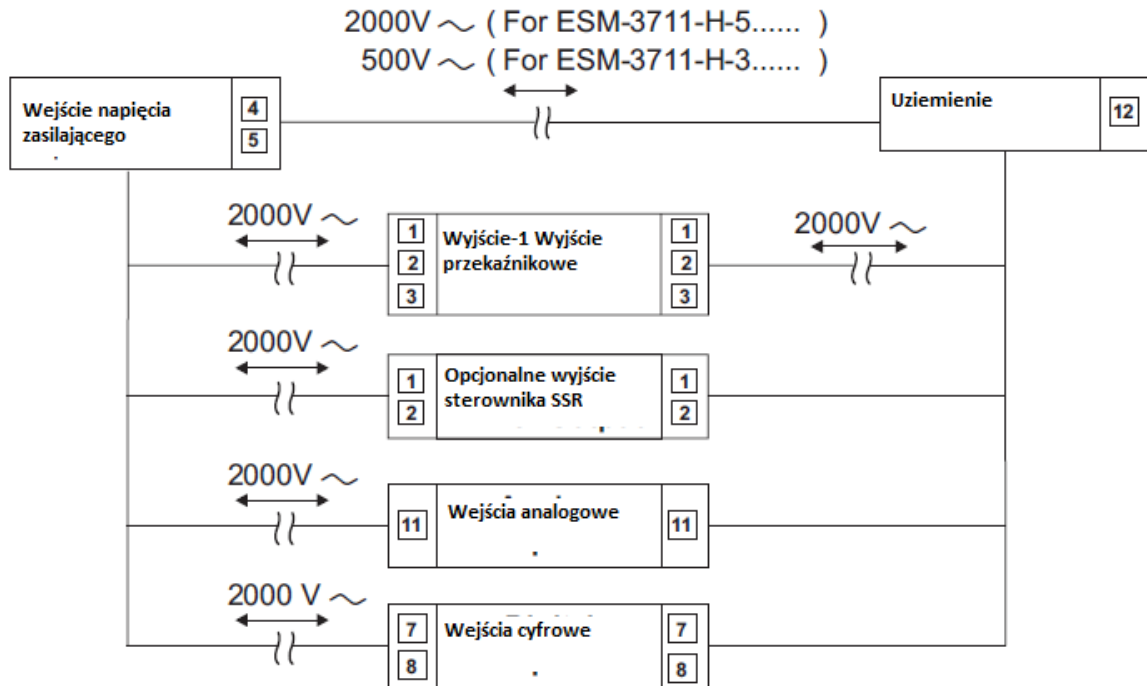 2000V ～ ( For ESM-3711-H-5...... )
500V ～ ( For ESM-3711-H-3...... )
Wejście napięcia
zasilającego
4
5
Uziemienie
12
2000V ～
1
2
3
Wyjście-1 Wyjście
przekaźnikowe
1
2
3
2000V ～
2000V ～
1
2
Opcjonalne wyjście
sterownika SSR
1
2
2000V ～
11
Wejścia analogowe
11
2000 V ～
7
8
Wejścia cyfrowe
7
8